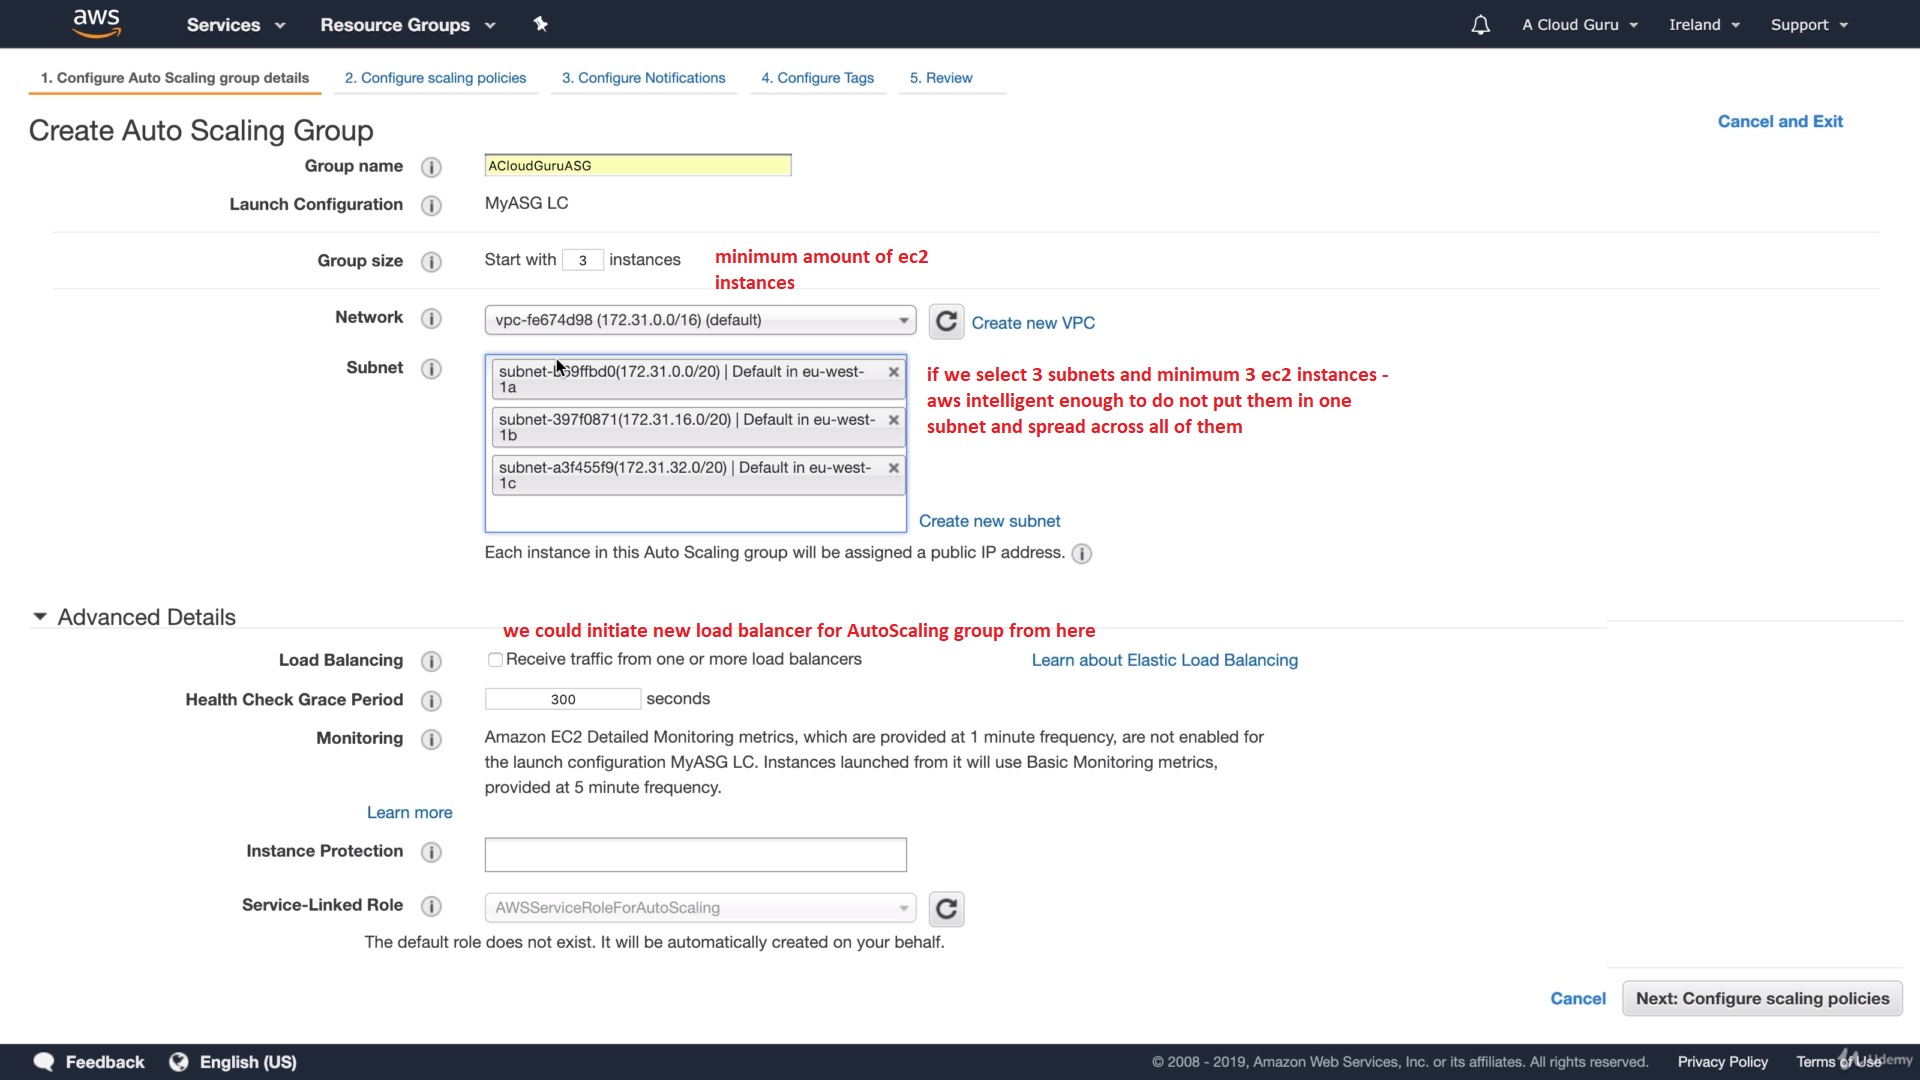 aws Services Resource Groups A Cloud Guru Ireland Support
1. Configure Auto Scaling group details 2. Configure scaling policies 3. Configure Notifications 4. Configure Tags 5. Review
Create Auto Scaling Group Cancel and Exit
Group name i ACloudGuruASG
Launch Configuration i MyASG LC
Group size i Start with 3 instances
minimum amount of ec2
instances
Network i vpc-fe674d98 (172.31.0.0/16) (default) Create new VPC
Subnet i
subnet-b69ffbd0(172.31.0.0/20) | Default in eu-west-
1a
subnet-397f0871(172.31.16.0/20) | Default in eu-west-
1b
subnet-a3f455f9(172.31.32.0/20) | Default in eu-west-
1c
if we select 3 subnets and minimum 3 ec2 instances -
aws intelligent enough to do not put them in one
subnet and spread across all of them
Create new subnet
Each instance in this Auto Scaling group will be assigned a public IP address. i
Advanced Details
we could initiate new load balancer for AutoScaling group from here
Load Balancing i Receive traffic from one or more load balancers Learn about Elastic Load Balancing
Health Check Grace Period i 300 seconds
Monitoring i Amazon EC2 Detailed Monitoring metrics, which are provided at 1 minute frequency, are not enabled for
the launch configuration MyASG LC. Instances launched from it will use Basic Monitoring metrics,
provided at 5 minute frequency.
Learn more
Instance Protection i
Service-Linked Role i AWSServiceRoleForAutoScaling
The default role does not exist. It will be automatically created on your behalf.
Cancel Next: Configure scaling policies
Feedback English (US) © 2008 - 2019, Amazon Web Services, Inc. or its affiliates. All rights reserved. Privacy Policy Terms of Use
Udemy